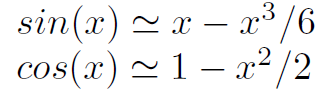 sin(x) ≃ x − x³/6
cos(x) ≃ 1 − x²/2